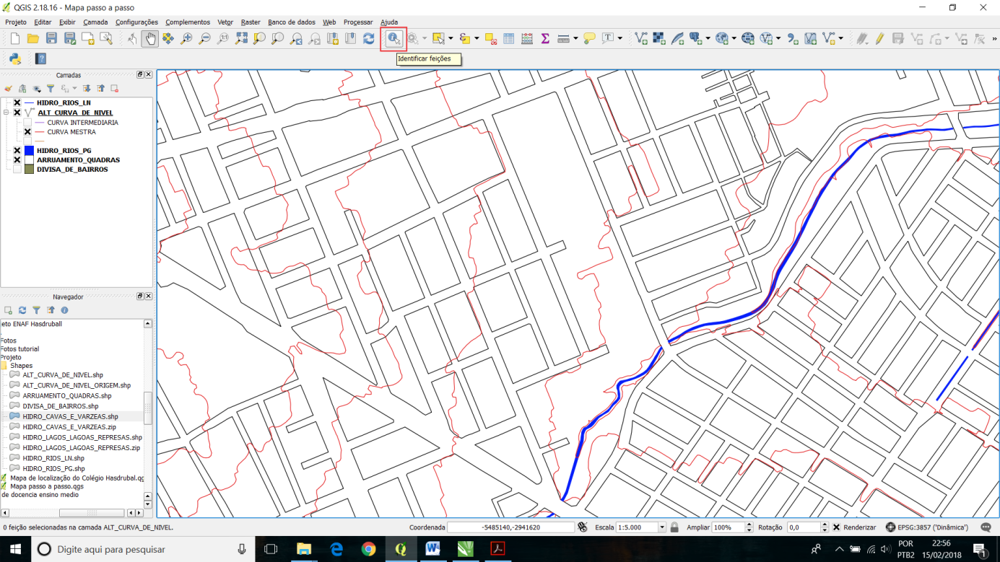 QGIS 2.18.16 - Mapa passo a passo
Projeto Editar Exibir Camada Configurações Complementos Vetor Raster Banco de dados Web Processar Ajuda
Identificar feições
Camadas
HIDRO_RIOS_LN
ALT_CURVA_DE_NIVEL
CURVA INTERMEDIARIA
CURVA MESTRA
HIDRO_RIOS_PG
ARRUAMENTO_QUADRAS
DIVISA_DE_BAIRROS
Navegador
eto ENAF Hasdruball
Fotos
Fotos tutorial
Projeto
Shapes
ALT_CURVA_DE_NIVEL.shp
ALT_CURVA_DE_NIVEL_ORIGEM.shp
ARRUAMENTO_QUADRAS.shp
DIVISA_DE_BAIRROS.shp
HIDRO_CAVAS_E_VARZEAS.shp
HIDRO_CAVAS_E_VARZEAS.zip
HIDRO_LAGOS_LAGOAS_REPRESAS.shp
HIDRO_LAGOS_LAGOAS_REPRESAS.zip
HIDRO_RIOS_LN.shp
HIDRO_RIOS_PG.shp
Mapa de localização do Colégio Hasdrubal.qg
Mapa passo a passo.qgs
de docencia ensino medio
0 feição selecionadas na camada ALT_CURVA_DE_NIVEL. Coordenada -5485140,-2941620 Escala 1:5.000 Ampliar 100% Rotação 0,0 Renderizar EPSG:3857 ('Dinâmica')
Digite aqui para pesquisar
POR 22:56
PTB2 15/02/2018
1